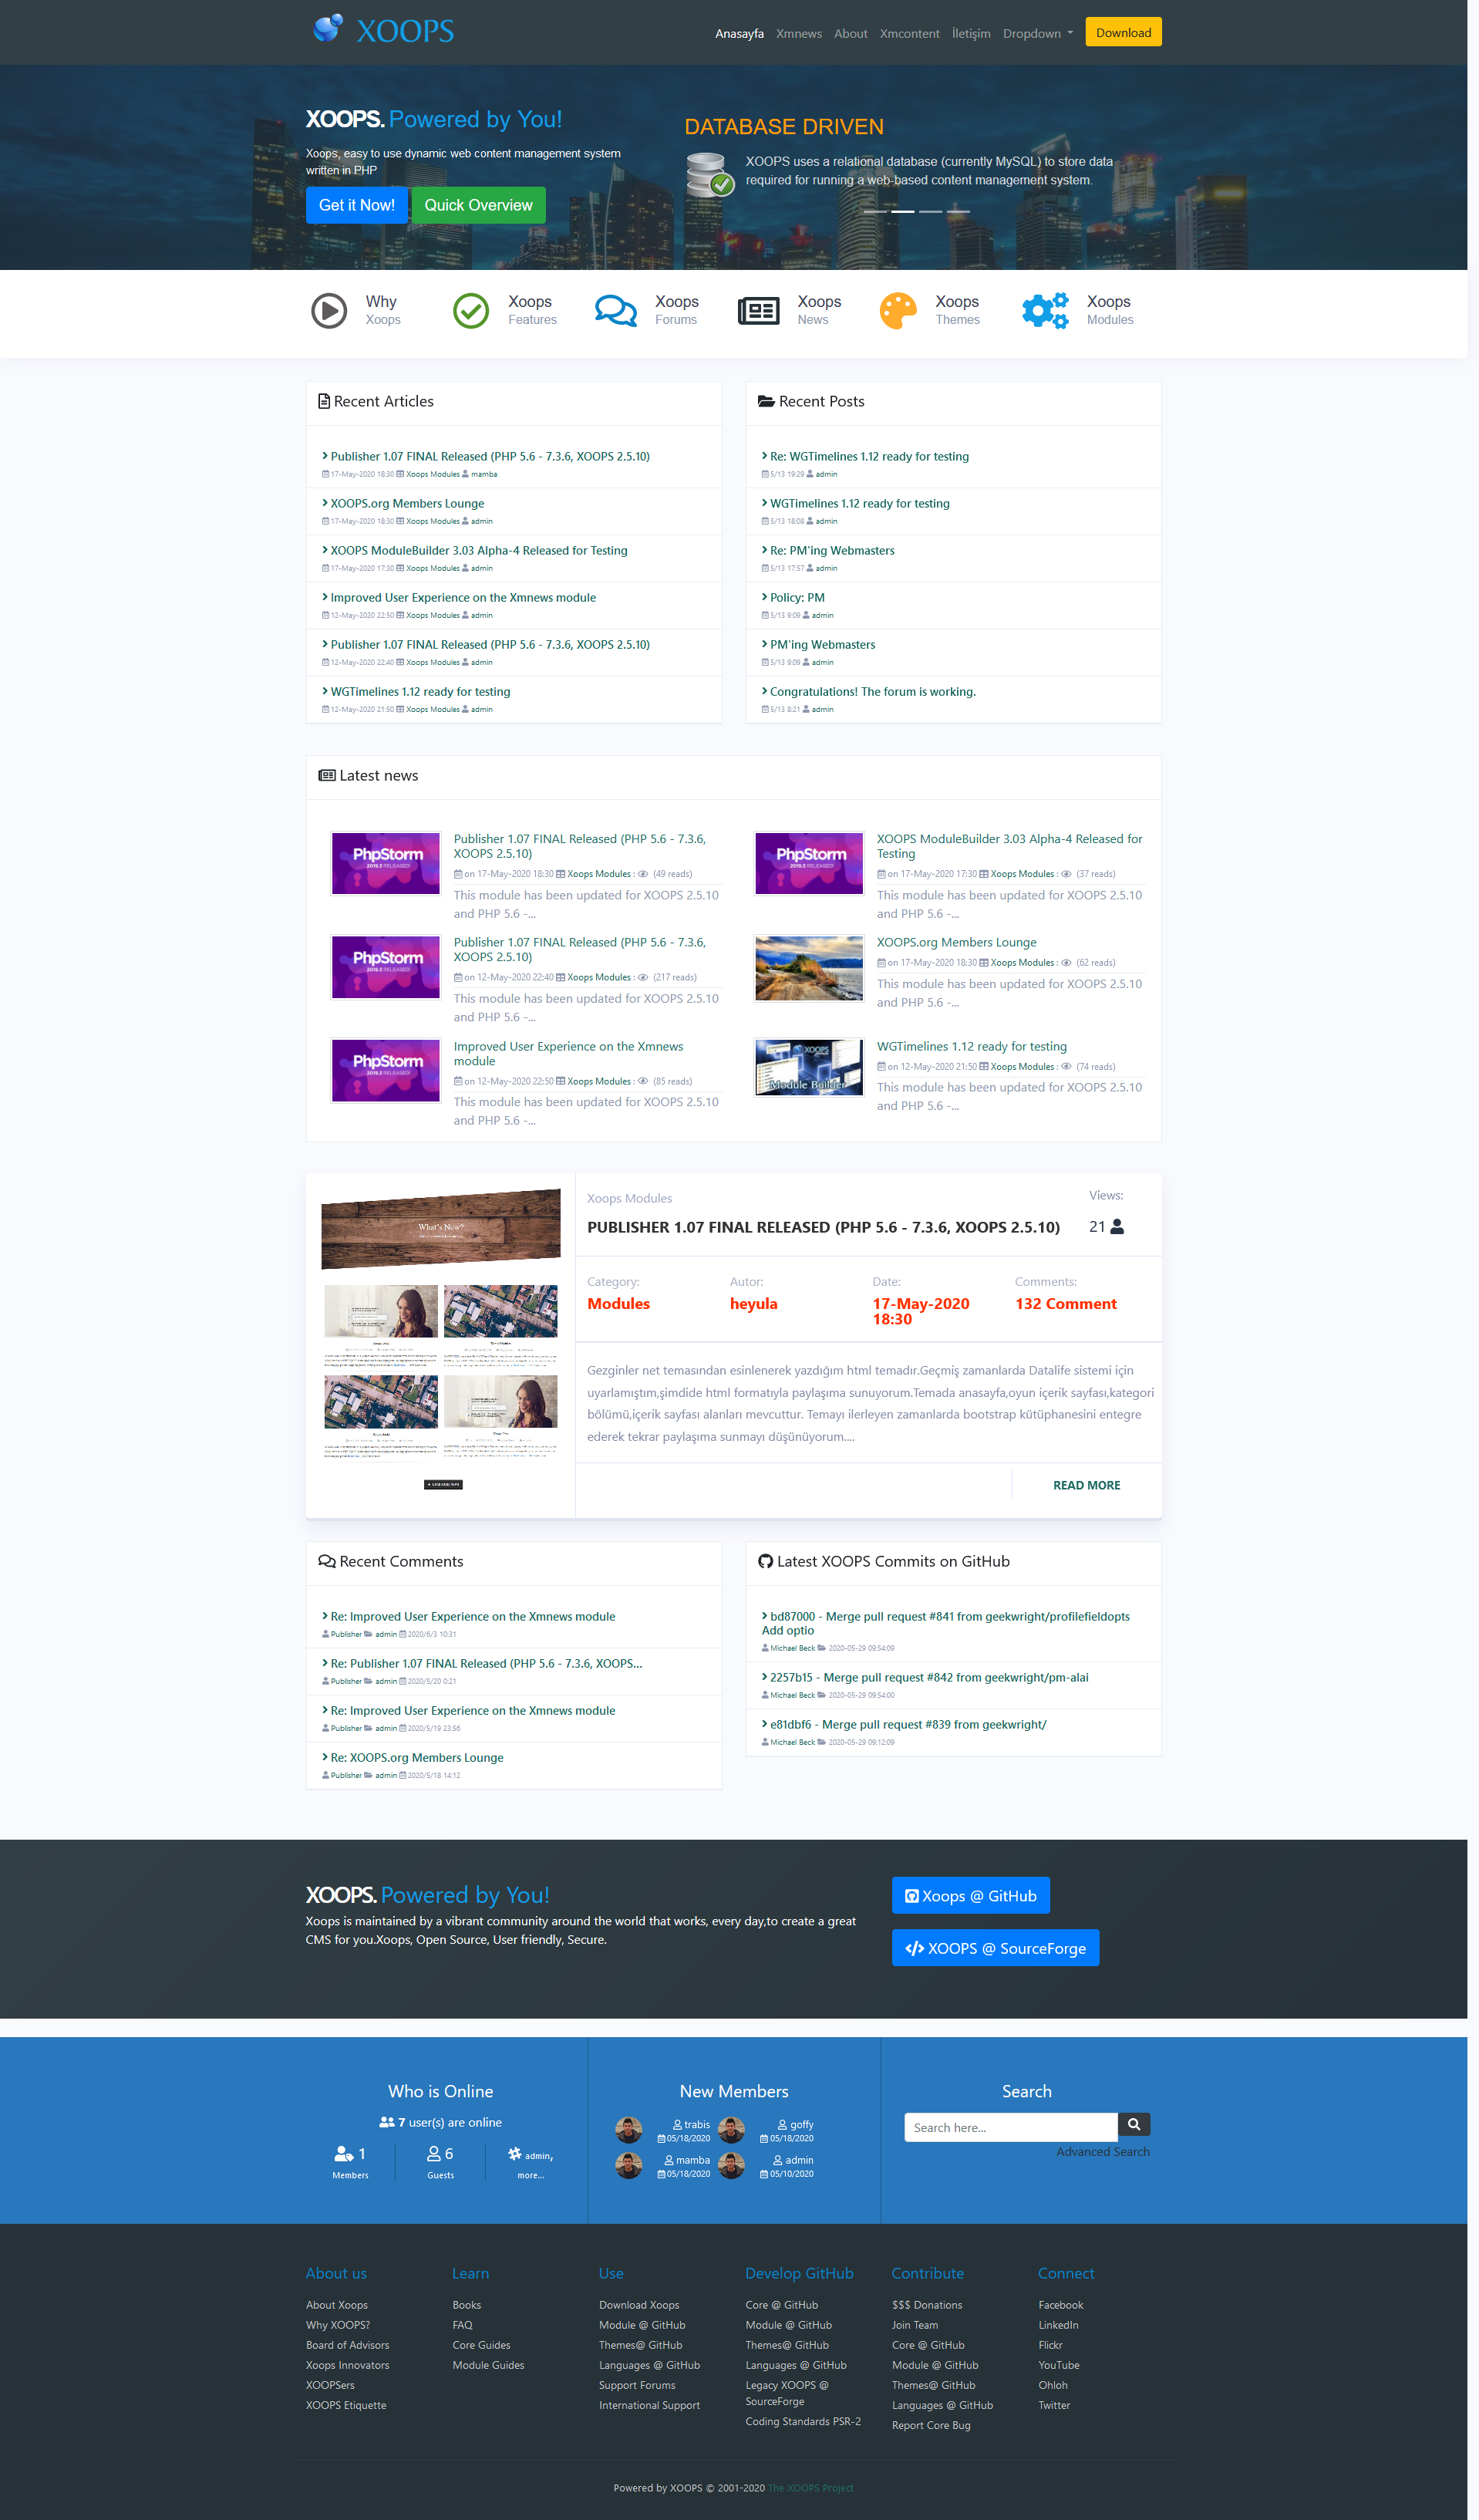 XOOPS
Anasayfa Xmnews About Xmcontent İletişim Dropdown Download
XOOPS. Powered by You!
Xoops, easy to use dynamic web content management system
written in PHP
Get it Now! Quick Overview
DATABASE DRIVEN
XOOPS uses a relational database (currently MySQL) to store data
required for running a web-based content management system.
Why
Xoops
Xoops
Features
Xoops
Forums
Xoops
News
Xoops
Themes
Xoops
Modules
Recent Articles
Publisher 1.07 FINAL Released (PHP 5.6 - 7.3.6, XOOPS 2.5.10)
17-May-2020 18:30 Xoops Modules mamba
XOOPS.org Members Lounge
17-May-2020 18:30 Xoops Modules admin
XOOPS ModuleBuilder 3.03 Alpha-4 Released for Testing
17-May-2020 17:30 Xoops Modules admin
Improved User Experience on the Xmnews module
12-May-2020 22:50 Xoops Modules admin
Publisher 1.07 FINAL Released (PHP 5.6 - 7.3.6, XOOPS 2.5.10)
12-May-2020 22:40 Xoops Modules admin
WGTimelines 1.12 ready for testing
12-May-2020 21:50 Xoops Modules admin
Recent Posts
Re: WGTimelines 1.12 ready for testing
5/13 19:29 admin
WGTimelines 1.12 ready for testing
5/13 18:08 admin
Re: PM'ing Webmasters
5/13 17:57 admin
Policy: PM
5/13 9:09 admin
PM'ing Webmasters
5/13 9:09 admin
Congratulations! The forum is working.
5/13 8:21 admin
Latest news
PhpStorm
2019.3 RELEASED!
Publisher 1.07 FINAL Released (PHP 5.6 - 7.3.6,
XOOPS 2.5.10)
on 17-May-2020 18:30 Xoops Modules : (49 reads)
This module has been updated for XOOPS 2.5.10
and PHP 5.6 -...
PhpStorm
2019.3 RELEASED!
XOOPS ModuleBuilder 3.03 Alpha-4 Released for
Testing
on 17-May-2020 17:30 Xoops Modules : (37 reads)
This module has been updated for XOOPS 2.5.10
and PHP 5.6 -...
PhpStorm
2019.3 RELEASED!
Publisher 1.07 FINAL Released (PHP 5.6 - 7.3.6,
XOOPS 2.5.10)
on 12-May-2020 22:40 Xoops Modules : (217 reads)
This module has been updated for XOOPS 2.5.10
and PHP 5.6 -...
XOOPS.org Members Lounge
on 17-May-2020 18:30 Xoops Modules : (62 reads)
This module has been updated for XOOPS 2.5.10
and PHP 5.6 -...
PhpStorm
2019.3 RELEASED!
Improved User Experience on the Xmnews
module
on 12-May-2020 22:50 Xoops Modules : (85 reads)
This module has been updated for XOOPS 2.5.10
and PHP 5.6 -...
XOOPS
Module Builder
WGTimelines 1.12 ready for testing
on 12-May-2020 21:50 Xoops Modules : (74 reads)
This module has been updated for XOOPS 2.5.10
and PHP 5.6 -...
What's New?
Xoops Modules
PUBLISHER 1.07 FINAL RELEASED (PHP 5.6 - 7.3.6, XOOPS 2.5.10)
Views:
21
Category:
Modules
Autor:
heyula
Date:
17-May-2020
18:30
Comments:
132 Comment
Gezginler net temasından esinlenerek yazdığım html temadır.Geçmiş zamanlarda Datalife sistemi için
uyarlamıştım,şimdide html formatıyla paylaşıma sunuyorum.Temada anasayfa,oyun içerik sayfası,kategori
bölümü,içerik sayfası alanları mevcuttur. Temayı ilerleyen zamanlarda bootstrap kütüphanesini entegre
ederek tekrar paylaşıma sunmayı düşünüyorum....
READ MORE
Recent Comments
Re: Improved User Experience on the Xmnews module
Publisher admin 2020/6/3 10:31
Re: Publisher 1.07 FINAL Released (PHP 5.6 - 7.3.6, XOOPS...
Publisher admin 2020/5/20 0:21
Re: Improved User Experience on the Xmnews module
Publisher admin 2020/5/19 23:56
Re: XOOPS.org Members Lounge
Publisher admin 2020/5/18 14:12
Latest XOOPS Commits on GitHub
bd87000 - Merge pull request #841 from geekwright/profilefieldopts
Add optio
Michael Beck 2020-05-29 09:54:09
2257b15 - Merge pull request #842 from geekwright/pm-alai
Michael Beck 2020-05-29 09:54:00
e81dbf6 - Merge pull request #839 from geekwright/
Michael Beck 2020-05-29 09:12:09
XOOPS. Powered by You!
Xoops is maintained by a vibrant community around the world that works, every day,to create a great
CMS for you.Xoops, Open Source, User friendly, Secure.
Xoops @ GitHub
XOOPS @ SourceForge
Who is Online
7 user(s) are online
1
Members
6
Guests
admin,
more...
New Members
trabis
05/18/2020
goffy
05/18/2020
mamba
05/18/2020
admin
05/10/2020
Search
Search here...
Advanced Search
About us
About Xoops
Why XOOPS?
Board of Advisors
Xoops Innovators
XOOPSers
XOOPS Etiquette
Learn
Books
FAQ
Core Guides
Module Guides
Use
Download Xoops
Module @ GitHub
Themes@ GitHub
Languages @ GitHub
Support Forums
International Support
Develop GitHub
Core @ GitHub
Module @ GitHub
Themes@ GitHub
Languages @ GitHub
Legacy XOOPS @
SourceForge
Coding Standards PSR-2
Contribute
$$$ Donations
Join Team
Core @ GitHub
Module @ GitHub
Themes@ GitHub
Languages @ GitHub
Report Core Bug
Connect
Facebook
LinkedIn
Flickr
YouTube
Ohloh
Twitter
Powered by XOOPS © 2001-2020 The XOOPS Project